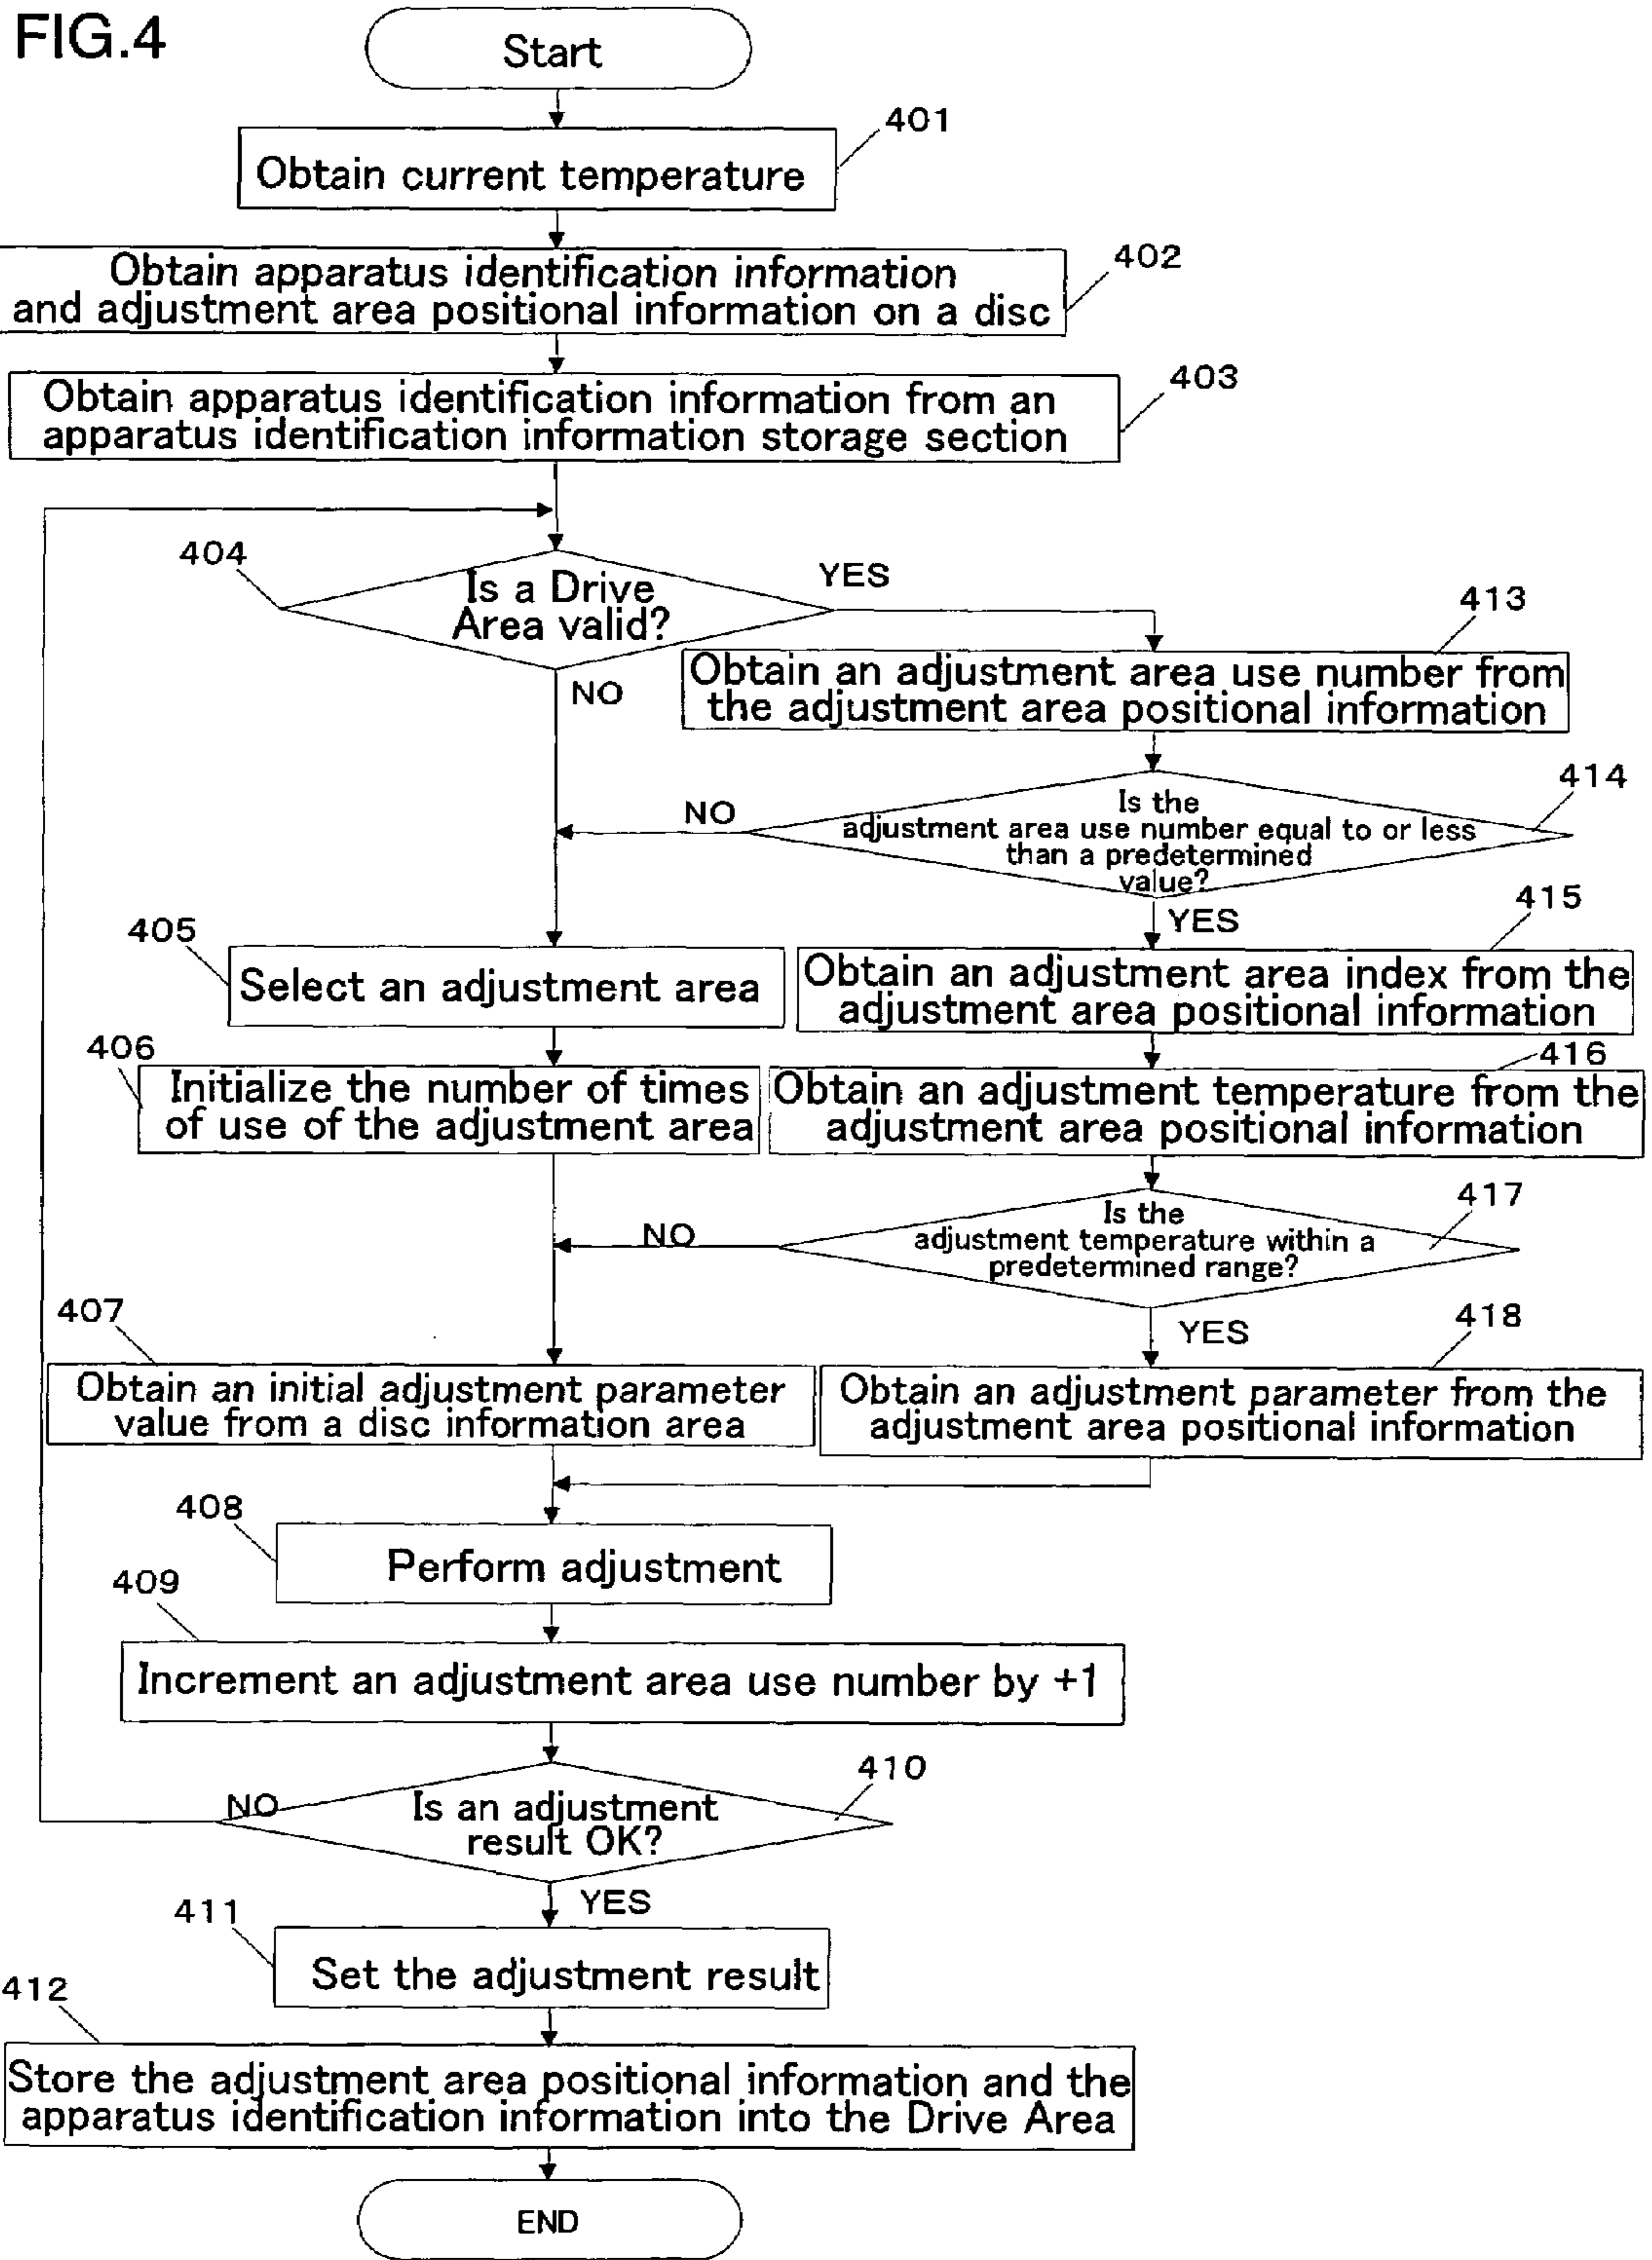 FIG.4
Start
401
Obtain current temperature
402
Obtain apparatus identification information
and adjustment area positional information on a disc
403
Obtain apparatus identification information from an
apparatus identification information storage section
404
Is a Drive
Area valid?
YES
NO
413
Obtain an adjustment area use number from
the adjustment area positional information
414
Is the
adjustment area use number equal to or less
than a predetermined
value?
NO
YES
405
Select an adjustment area
415
Obtain an adjustment area index from the
adjustment area positional information
406
Initialize the number of times
of use of the adjustment area
416
Obtain an adjustment temperature from the
adjustment area positional information
417
Is the
adjustment temperature within a
predetermined range?
NO
YES
407
Obtain an initial adjustment parameter
value from a disc information area
418
Obtain an adjustment parameter from the
adjustment area positional information
408
Perform adjustment
409
Increment an adjustment area use number by +1
410
Is an adjustment
result OK?
NO
YES
411
Set the adjustment result
412
Store the adjustment area positional information and the
apparatus identification information into the Drive Area
END